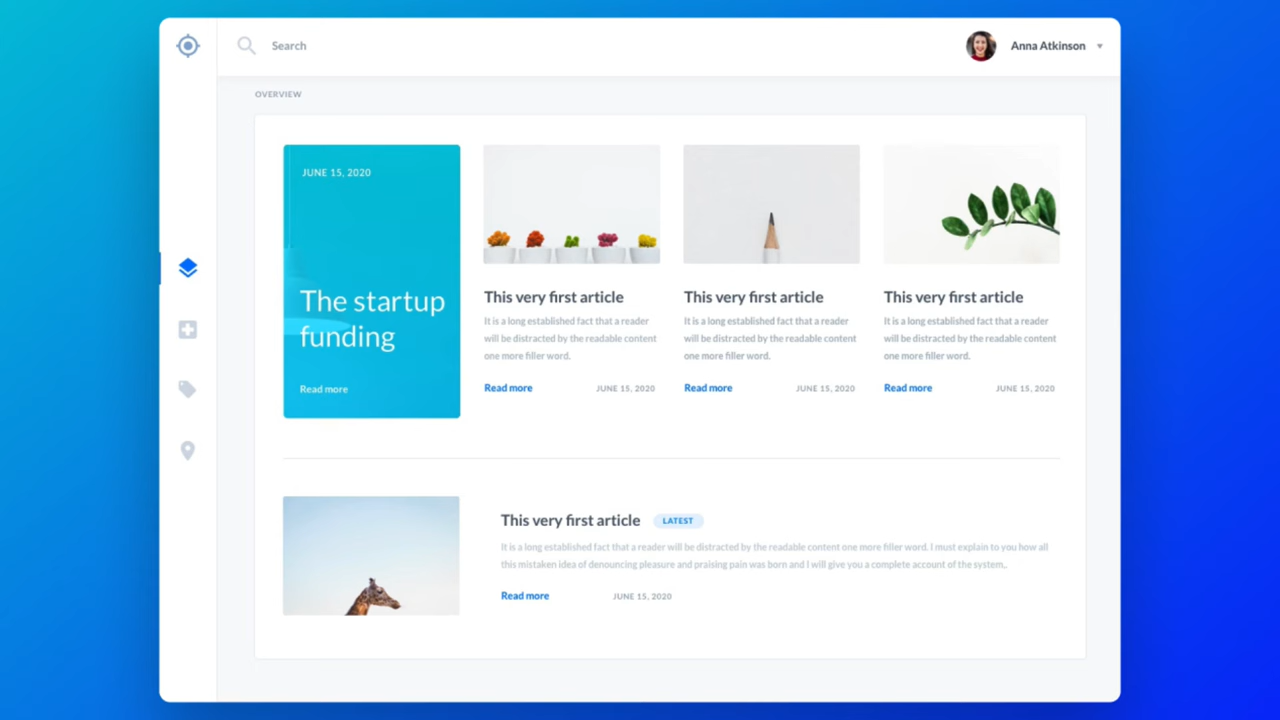 Search
Anna Atkinson
OVERVIEW
JUNE 15, 2020
The startup
funding
Read more
This very first article
It is a long established fact that a reader
will be distracted by the readable content
one more filler word.
Read more JUNE 15, 2020
This very first article
It is a long established fact that a reader
will be distracted by the readable content
one more filler word.
Read more JUNE 15, 2020
This very first article
It is a long established fact that a reader
will be distracted by the readable content
one more filler word.
Read more JUNE 15, 2020
This very first article LATEST
It is a long established fact that a reader will be distracted by the readable content one more filler word. I must explain to you how all
this mistaken idea of denouncing pleasure and praising pain was born and I will give you a complete account of the system..
Read more JUNE 15, 2020